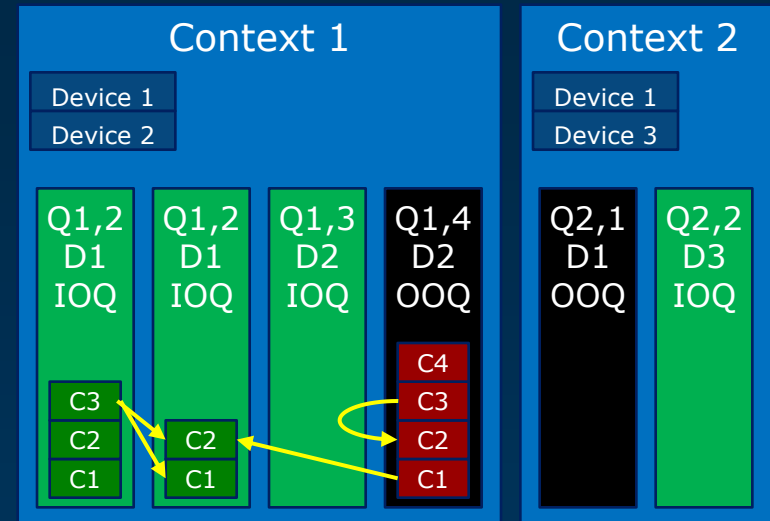 Context 1
Device 1
Device 2
Q1,2
D1
IOQ
C3
C2
C1
Q1,2
D1
IOQ
C2
C1
Q1,3
D2
IOQ
Q1,4
D2
OOQ
C4
C3
C2
C1
Context 2
Device 1
Device 3
Q2,1
D1
OOQ
Q2,2
D3
IOQ